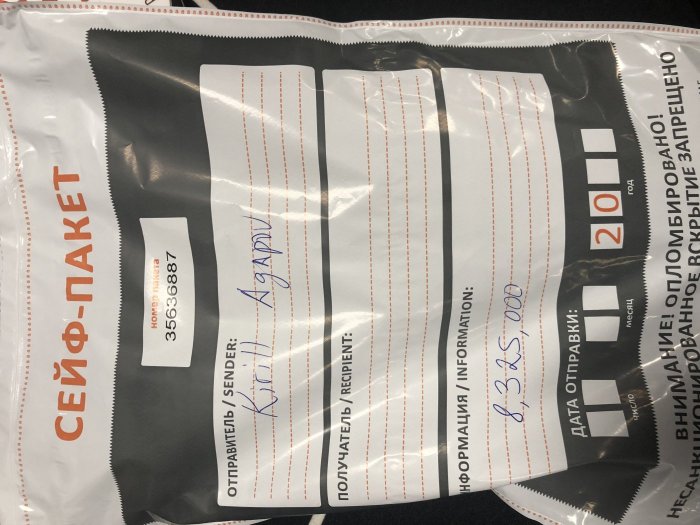 СЕЙФ-ПАКЕТ
номер пакета
35636887
ОТПРАВИТЕЛЬ / SENDER:
Kirill Agapov
ПОЛУЧАТЕЛЬ / RECIPIENT:
НФОРМАЦИЯ / INFORMATION:
8,325,000
ДАТА ОТПРАВКИ:
20
число месяц год
ВНИМАНИЕ! ОПЛОМБИРОВАНО!
НЕСАНКЦИОНИРОВАННОЕ ВСКРЫТИЕ ЗАПРЕЩЕНО